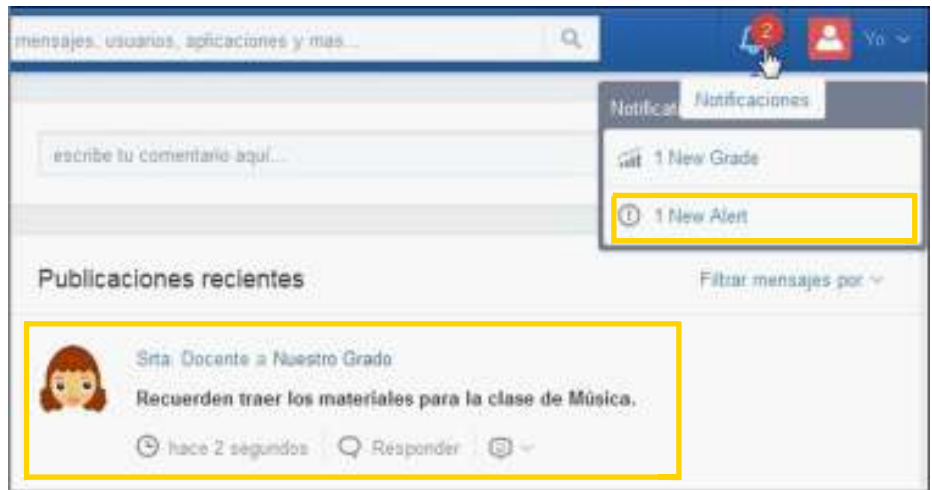 mensajes, usuarios, aplicaciones y mas...
2
Yo
Notificaciones
1 New Grade
escribe tu comentario aquí...
1 New Alert
Publicaciones recientes
Filtrar mensajes por
Srta. Docente a Nuestro Grado
Recuerden traer los materiales para la clase de Música.
hace 2 segundos
Responder